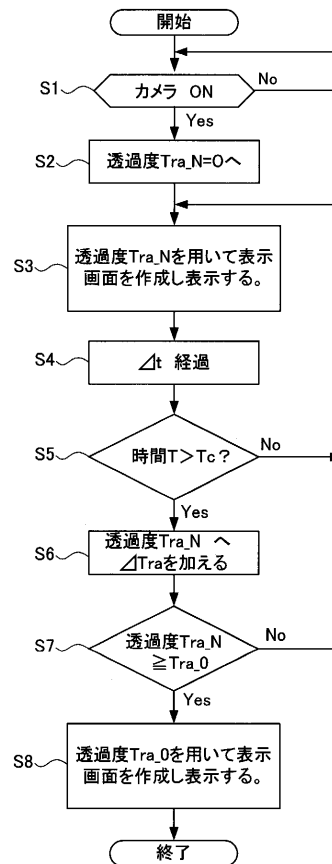 開始
S1
カメラ ON
No
Yes
S2
透過度Tra_N=0へ
S3
透過度Tra_Nを用いて表示
画面を作成し表示する。
S4
⊿t 経過
S5
時間T>Tc?
No
Yes
S6
透過度Tra_N へ
⊿Traを加える
S7
透過度Tra_N
≧Tra_0
No
Yes
S8
透過度Tra_0を用いて表示
画面を作成し表示する。
終了